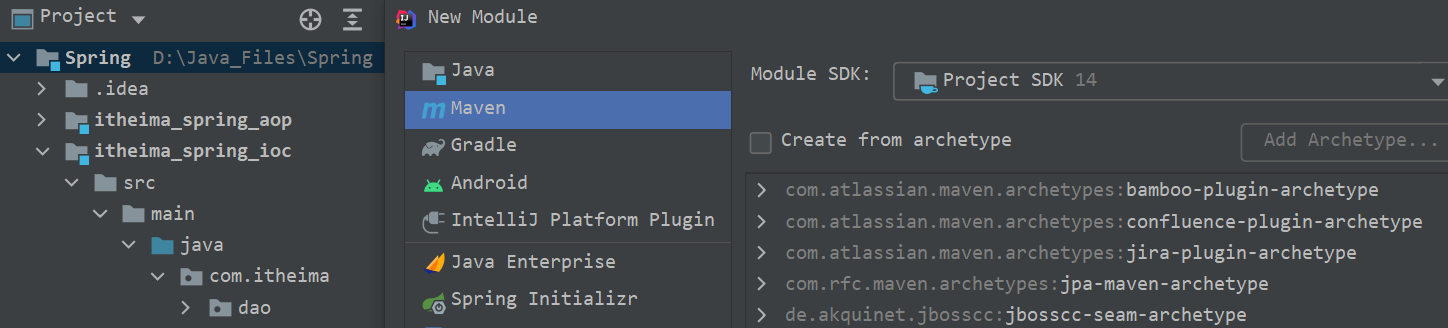 Project
Spring D:\Java_Files\Spring
.idea
itheima_spring_aop
itheima_spring_ioc
src
main
java
com.itheima
dao
New Module
Java
Maven
Gradle
Android
IntelliJ Platform Plugin
Java Enterprise
Spring Initializr
Module SDK: Project SDK 14
Create from archetype Add Archetype...
com.atlassian.maven.archetypes:bamboo-plugin-archetype
com.atlassian.maven.archetypes:confluence-plugin-archetype
com.atlassian.maven.archetypes:jira-plugin-archetype
com.rfc.maven.archetypes:jpa-maven-archetype
de.akquinet.jbosscc:jbosscc-seam-archetype